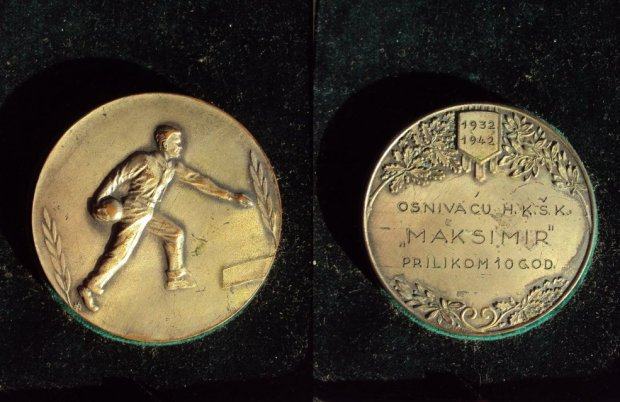 1932
1942
OSNIVAČU H.K.Š.K.
„MAKSIMIR"
PRILIKOM 10 GOD.